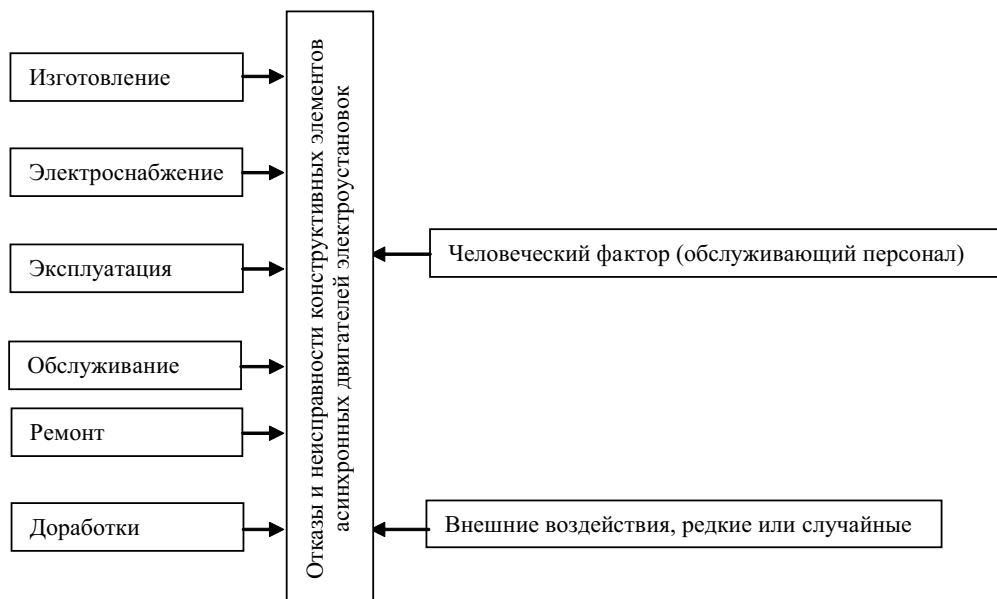 Изготовление
Электроснабжение
Эксплуатация
Обслуживание
Ремонт
Доработки
Отказы и неисправности конструктивных элементов
асинхронных двигателей электроустановок
Человеческий фактор (обслуживающий персонал)
Внешние воздействия, редкие или случайные